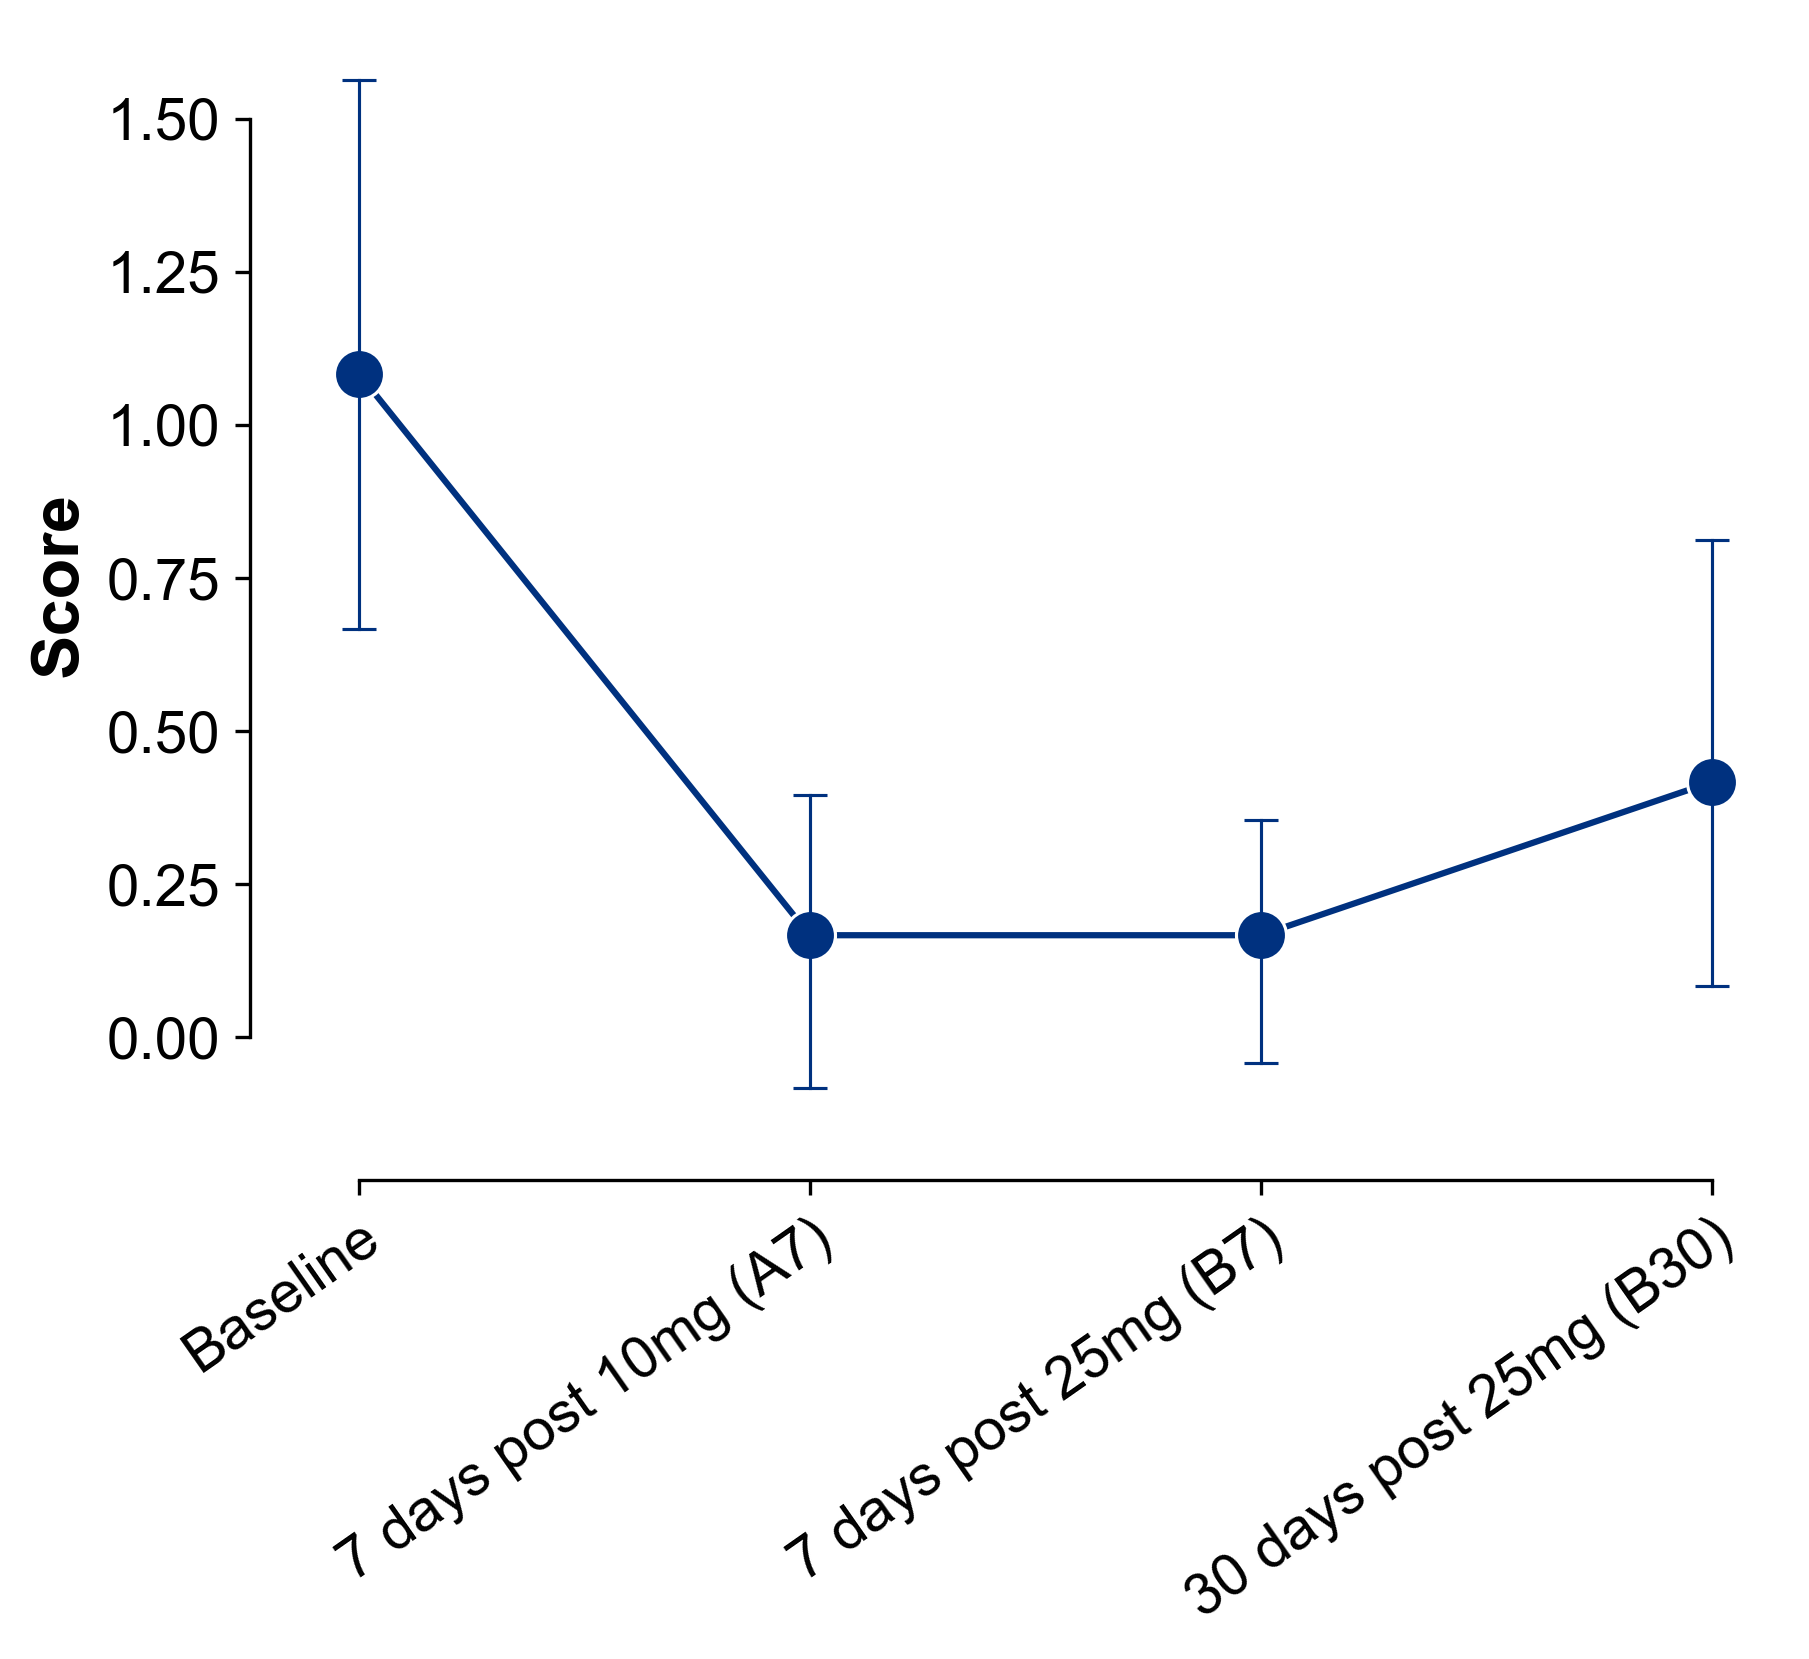 Score
1.50
1.25
1.00
0.75
0.50
0.25
0.00
Baseline
7 days post 10mg (A7)
7 days post 25mg (B7)
30 days post 25mg (B30)